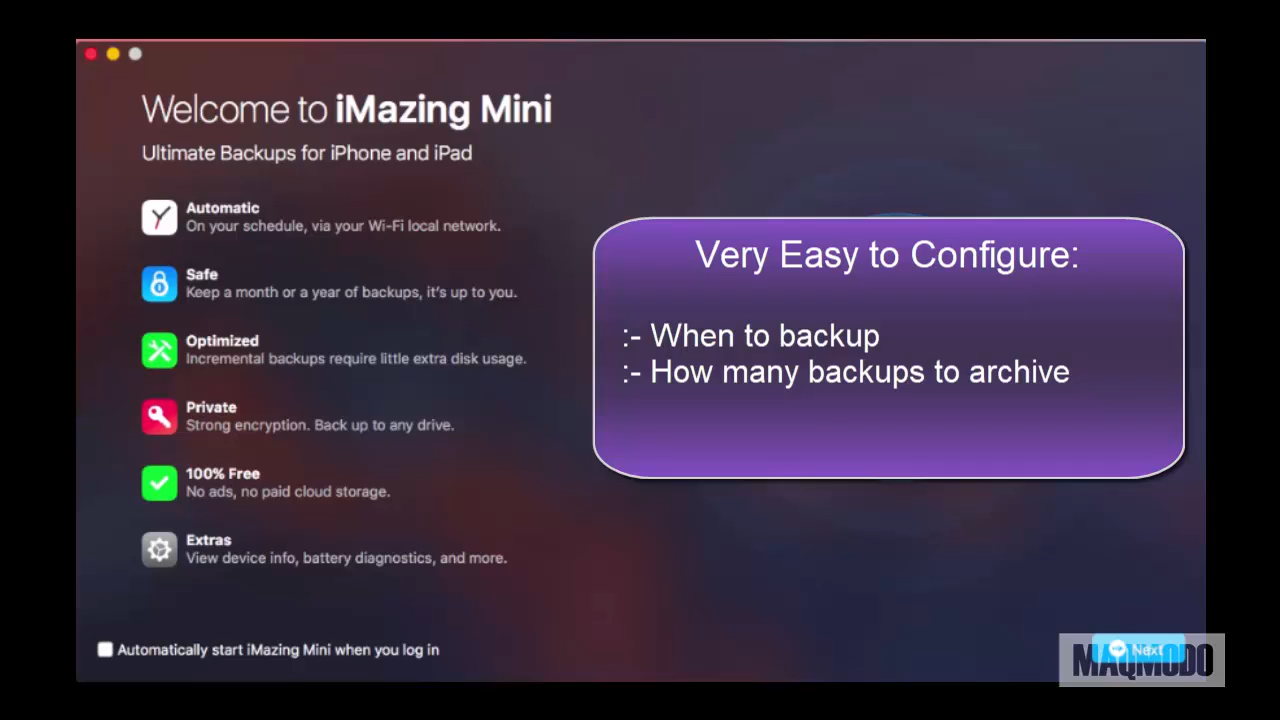 Welcome to iMazing Mini
Ultimate Backups for iPhone and iPad
Automatic
On your schedule, via your Wi-Fi local network.
Safe
Keep a month or a year of backups, it's up to you.
Optimized
Incremental backups require little extra disk usage.
Private
Strong encryption. Back up to any drive.
100% Free
No ads, no paid cloud storage.
Extras
View device info, battery diagnostics, and more.
Automatically start iMazing Mini when you log in
Very Easy to Configure:
:- When to backup
:- How many backups to archive
Next
MAQMODO